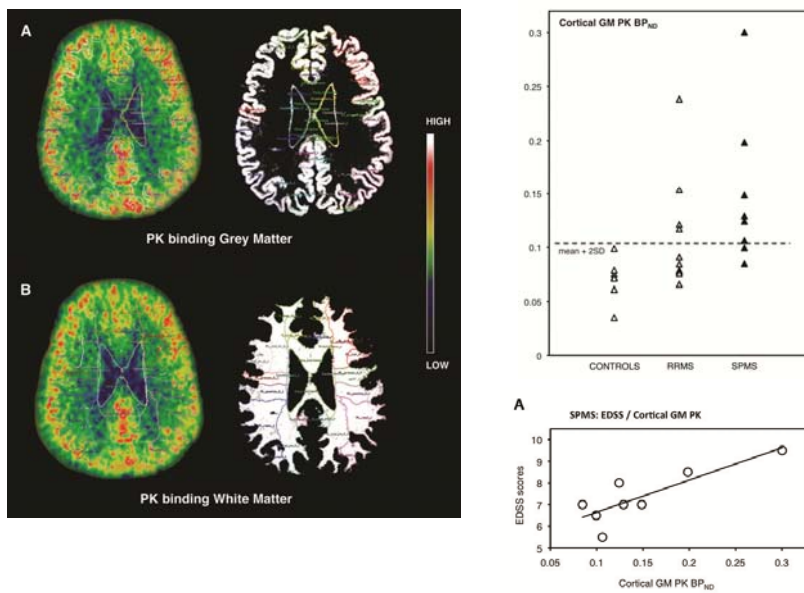 A
PK binding Grey Matter
B
PK binding White Matter
HIGH
LOW
Cortical GM PK BP_ND
0.3
0.25
0.2
0.15
0.1
0.05
0
mean + 2SD
CONTROLS RRMS SPMS
A
SPMS: EDSS / Cortical GM PK
EDSS scores
10
9
8
7
6
5
0.05 0.1 0.15 0.2 0.25 0.3
Cortical GM PK BP_ND